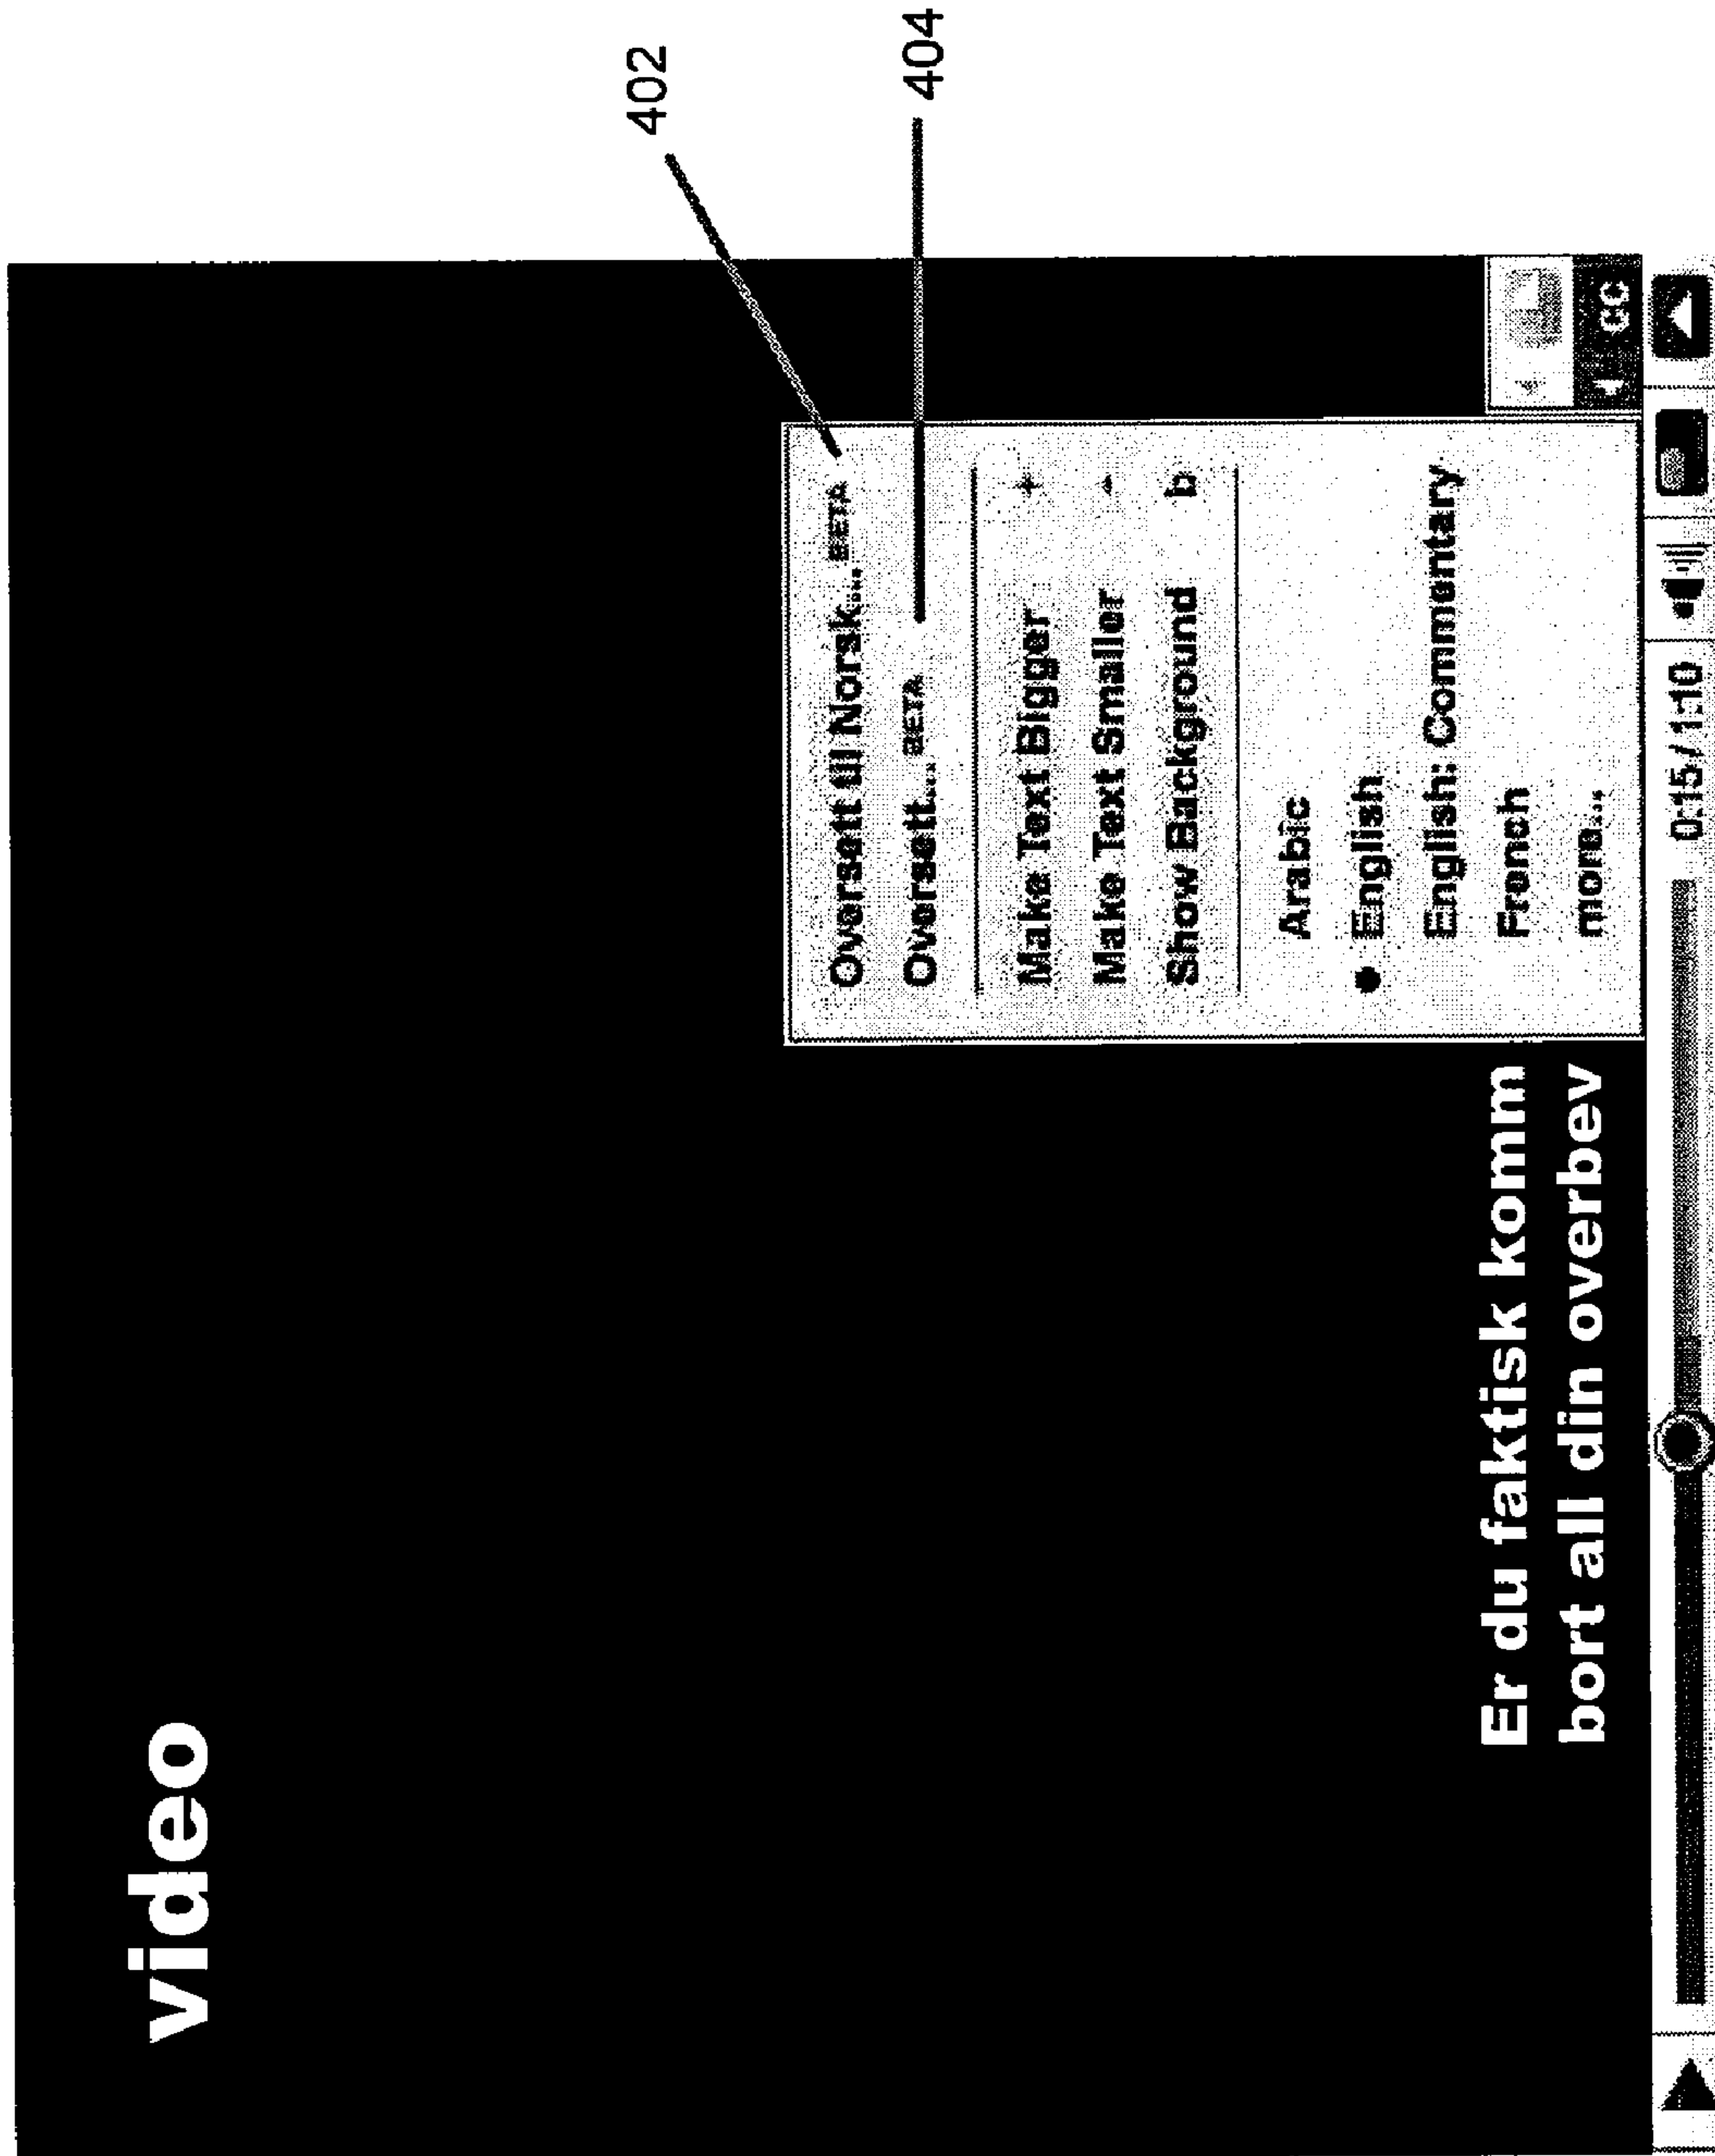 video
402
Oversett til Norsk... BETA
404
Oversett... BETA
Make Text Bigger +
Make Text Smaller -
Show Background b
Arabic
English
English: Commentary
French
more...
Er du faktisk komm
bort all din overbev
CC
0:15 / 1:10